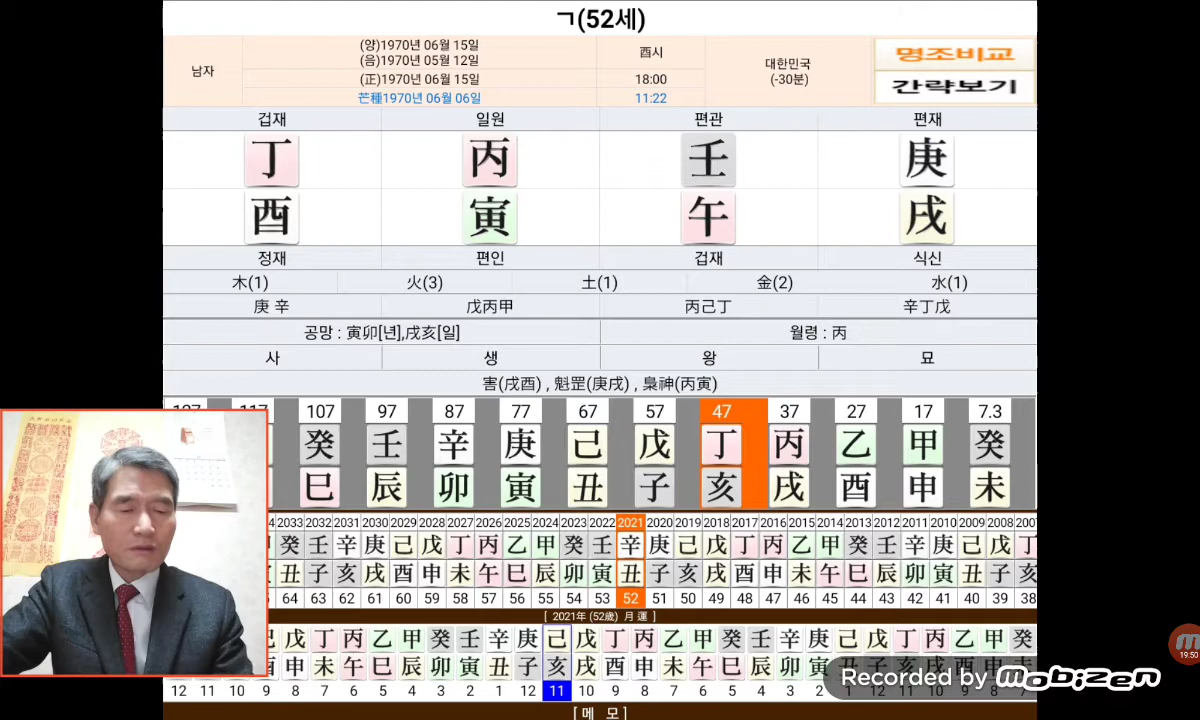 ㄱ(52세)
남자
(양)1970년 06월 15일
(음)1970년 05월 12일
酉시
(正)1970년 06월 15일
18:00
芒種1970년 06월 06일
11:22
대한민국
(-30분)
명조비교
간략보기
겁재 일원 편관 편재
丁 丙 壬 庚
酉 寅 午 戌
정재 편인 겁재 식신
木(1) 火(3) 土(1) 金(2) 水(1)
庚 辛 戊丙甲 丙己丁 辛丁戊
공망 : 寅卯[년],戌亥[일] 월령 : 丙
사 생 왕 묘
害(戌酉) , 魁罡(庚戌) , 梟神(丙寅)
127 117 107 97 87 77 67 57 47 37 27 17 7.3
癸 壬 辛 庚 己 戊 丁 丙 乙 甲 癸
巳 辰 卯 寅 丑 子 亥 戌 酉 申 未
2033 2032 2031 2030 2029 2028 2027 2026 2025 2024 2023 2022 2021 2020 2019 2018 2017 2016 2015 2014 2013 2012 2011 2010 2009 2008 2007
癸 壬 辛 庚 己 戊 丁 丙 乙 甲 癸 壬 辛 庚 己 戊 丁 丙 乙 甲 癸 壬 辛 庚 己 戊 丁
丑 子 亥 戌 酉 申 未 午 巳 辰 卯 寅 丑 子 亥 戌 酉 申 未 午 巳 辰 卯 寅 丑 子 亥
64 63 62 61 60 59 58 57 56 55 54 53 52 51 50 49 48 47 46 45 44 43 42 41 40 39 38
[ 2021年 (52歲) 月 運 ]
戊 丁 丙 乙 甲 癸 壬 辛 庚 己 戊 丁 丙 乙 甲 癸 壬 辛 庚 己 戊 丁 丙 乙 甲 癸
申 未 午 巳 辰 卯 寅 丑 子 亥 戌 酉 申 未 午 巳 辰 卯 寅
12 11 10 9 8 7 6 5 4 3 2 1 12 11 10 9 8 7 6 5 4 3 2
[ 메 모 ]
Recorded by mobizen
19:50